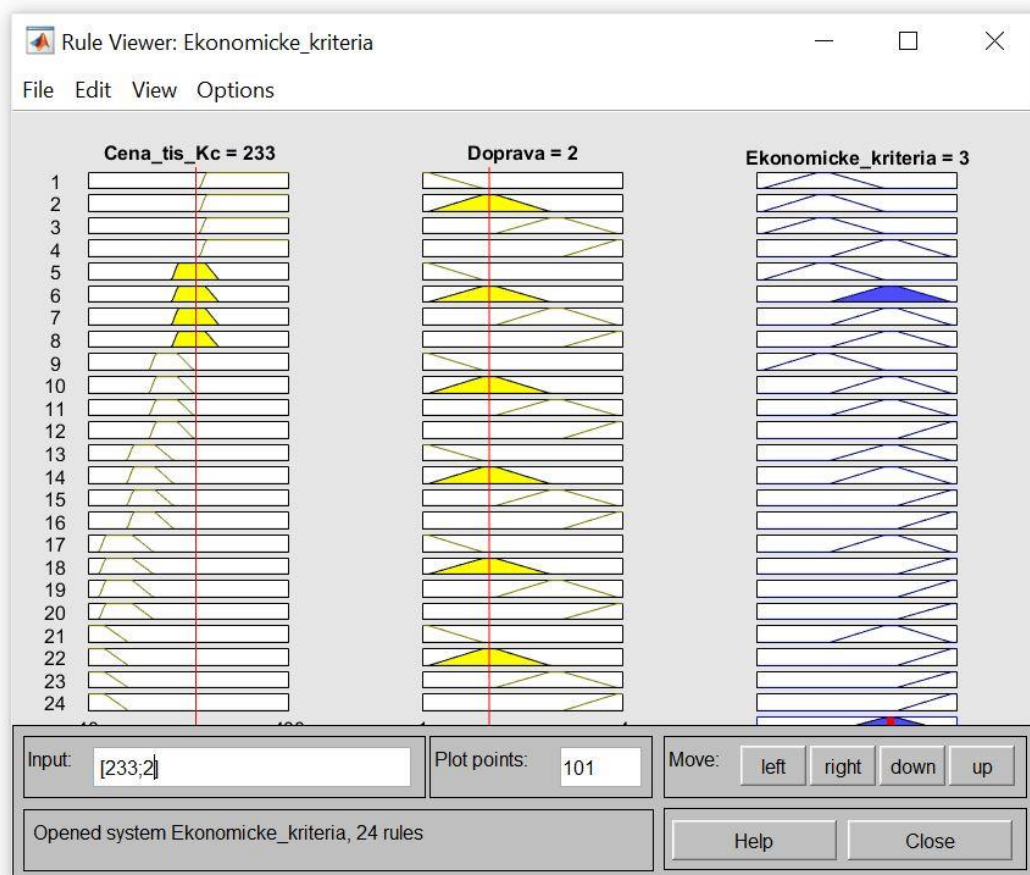 Rule Viewer: Ekonomicke_kriteria
File Edit View Options
Cena_tis_Kc = 233
Doprava = 2
Ekonomicke_kriteria = 3
1
2
3
4
5
6
7
8
9
10
11
12
13
14
15
16
17
18
19
20
21
22
23
24
Input:
[233;2]
Plot points:
101
Move:
left
right
down
up
Opened system Ekonomicke_kriteria, 24 rules
Help
Close